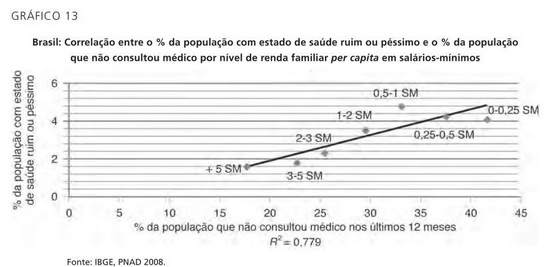 GRÁFICO 13
Brasil: Correlação entre o % da população com estado de saúde ruim ou péssimo e o % da população
que não consultou médico por nível de renda familiar per capita em salários-mínimos
% da população com estado
de saúde ruim ou péssimo
6
4
2
0
0,5-1 SM
0-0,25 SM
1-2 SM
0,25-0,5 SM
2-3 SM
+ 5 SM
3-5 SM
0 5 10 15 20 25 30 35 40 45
% da população que não consultou médico nos últimos 12 meses
R² = 0,779
Fonte: IBGE, PNAD 2008.